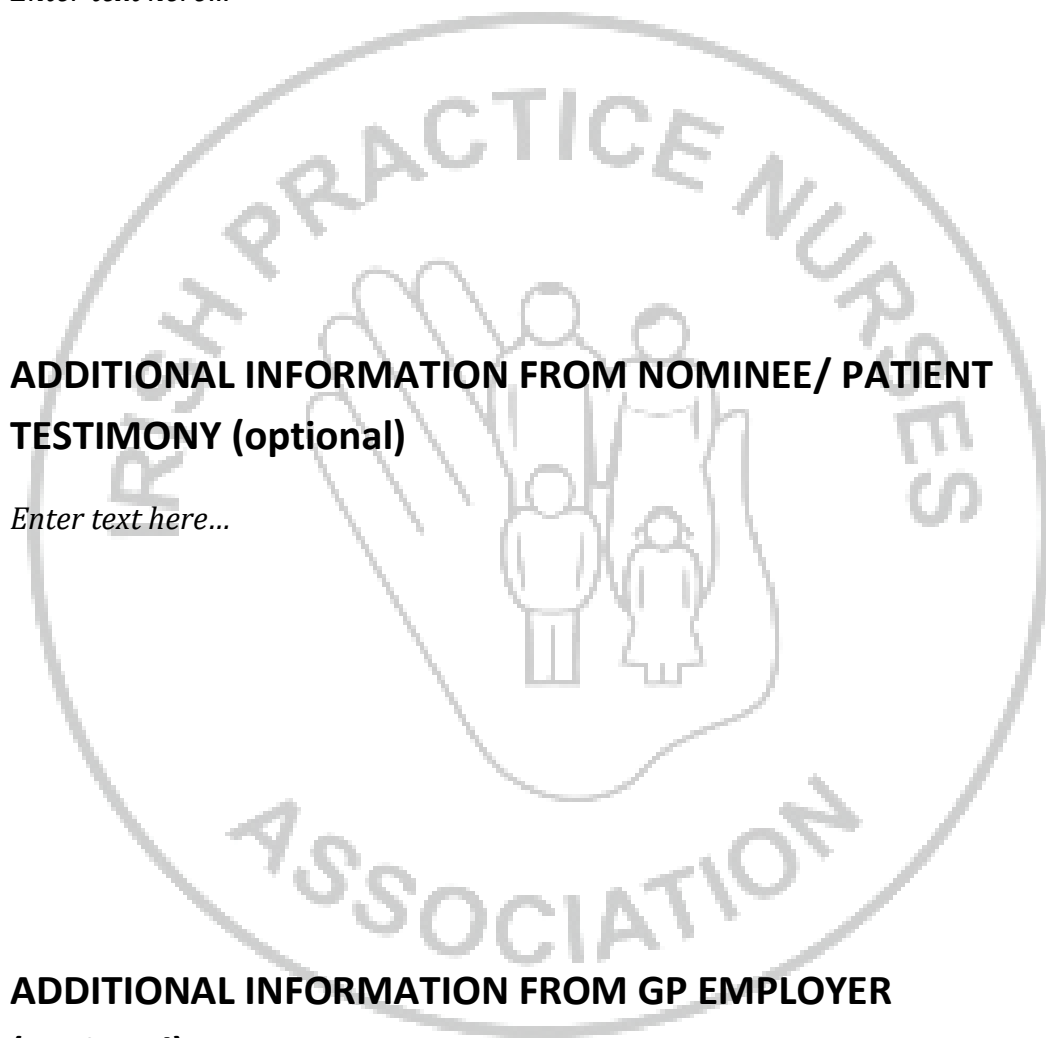 Enter text here…
IRISH PRACTICE NURSES
ADDITIONAL INFORMATION FROM NOMINEE/ PATIENT
TESTIMONY (optional)
Enter text here…
ASSOCIATION
ADDITIONAL INFORMATION FROM GP EMPLOYER